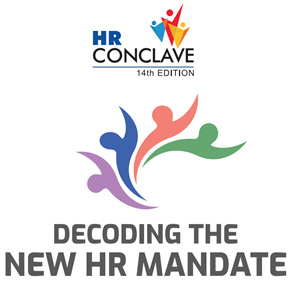 HR
CONCLAVE
14th EDITION
DECODING THE
NEW HR MANDATE